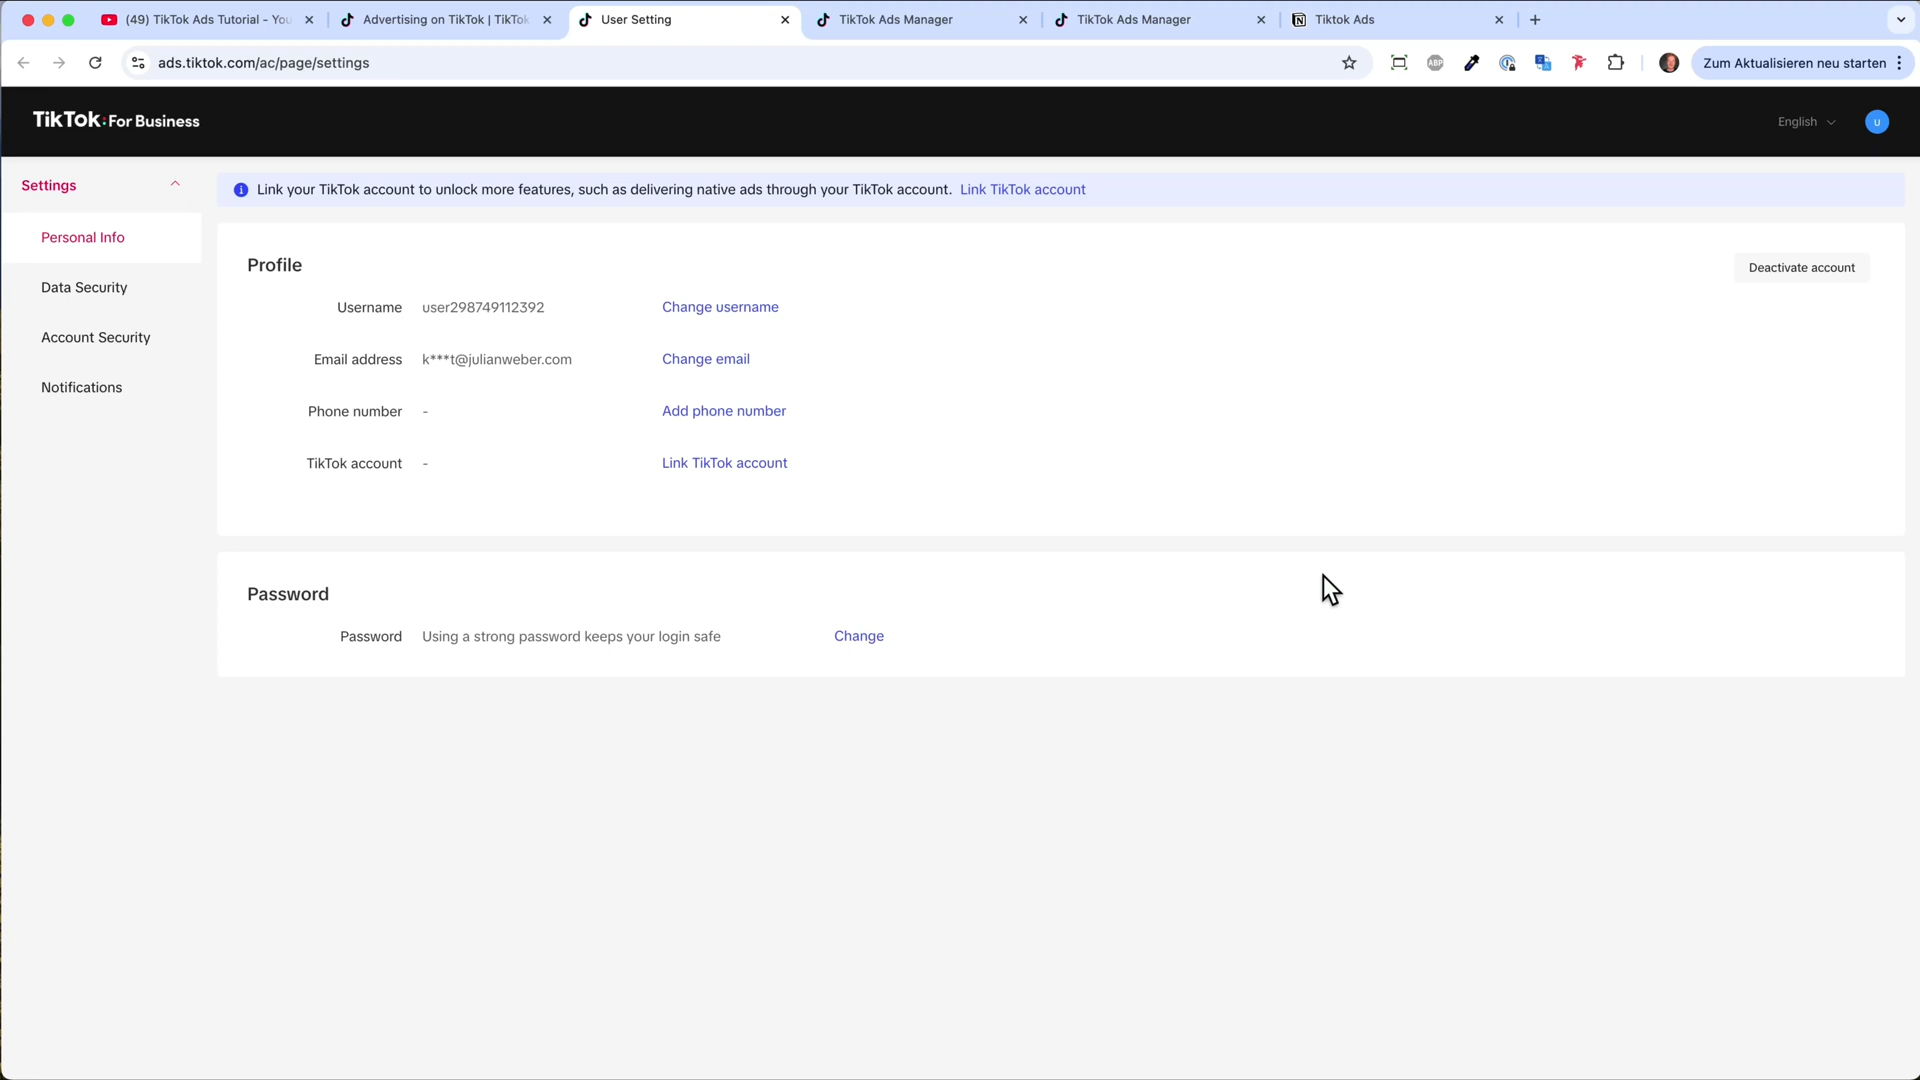 (49) TikTok Ads Tutorial - You
Advertising on TikTok | TikTok
User Setting
TikTok Ads Manager
TikTok Ads Manager
Tiktok Ads
ads.tiktok.com/ac/page/settings
ABP
Zum Aktualisieren neu starten
TikTok: For Business
English
U
Settings
Link your TikTok account to unlock more features, such as delivering native ads through your TikTok account. Link TikTok account
Personal Info
Data Security
Account Security
Notifications
Profile
Deactivate account
Username user298749112392 Change username
Email address k***t@julianweber.com Change email
Phone number - Add phone number
TikTok account - Link TikTok account
Password
Password Using a strong password keeps your login safe Change